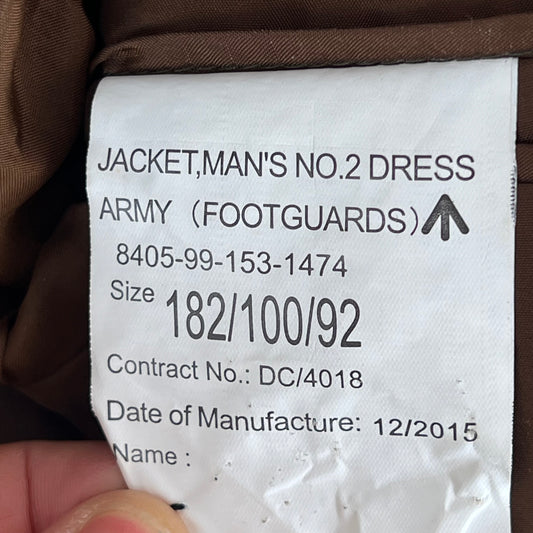 JACKET,MAN'S NO.2 DRESS
ARMY (FOOTGUARDS)
8405-99-153-1474
Size 182/100/92
Contract No.: DC/4018
Date of Manufacture: 12/2015
Name :